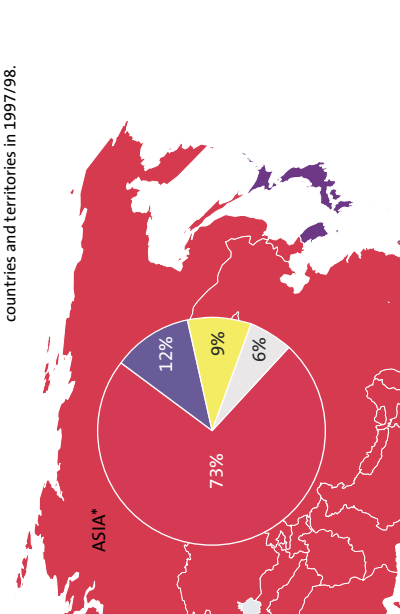 countries and territories in 1997/98.
ASIA*
73%
12%
9%
6%